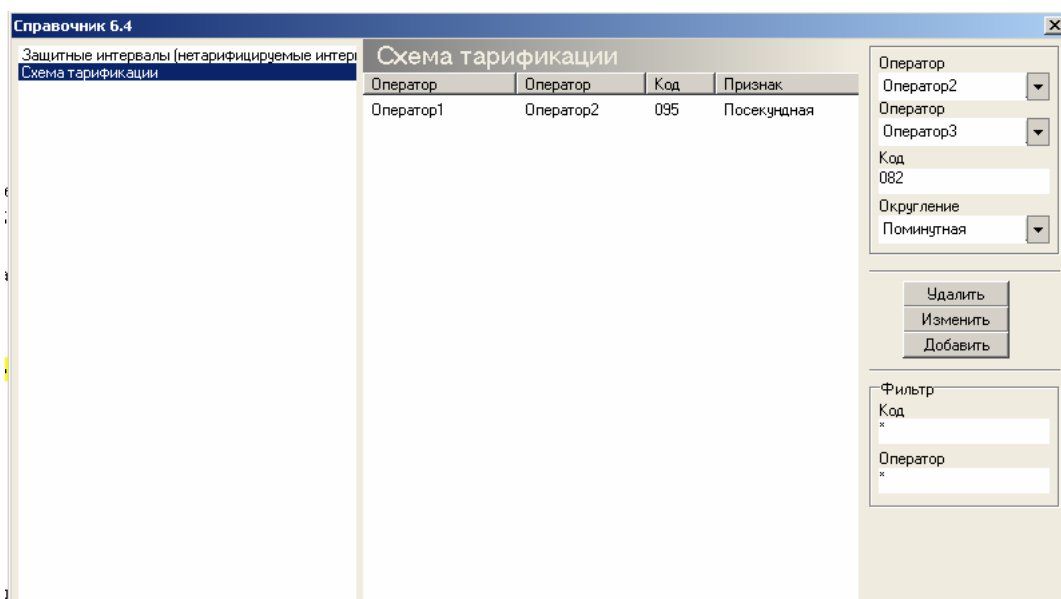 Справочник 6.4
Защитные интервалы (нетарифицируемые интер
Схема тарификации
Схема тарификации
Оператор Оператор Код Признак
Оператор1 Оператор2 095 Посекундная
Оператор
Оператор2
Оператор
Оператор3
Код
082
Округление
Поминутная
Удалить
Изменить
Добавить
Фильтр
Код
*
Оператор
*